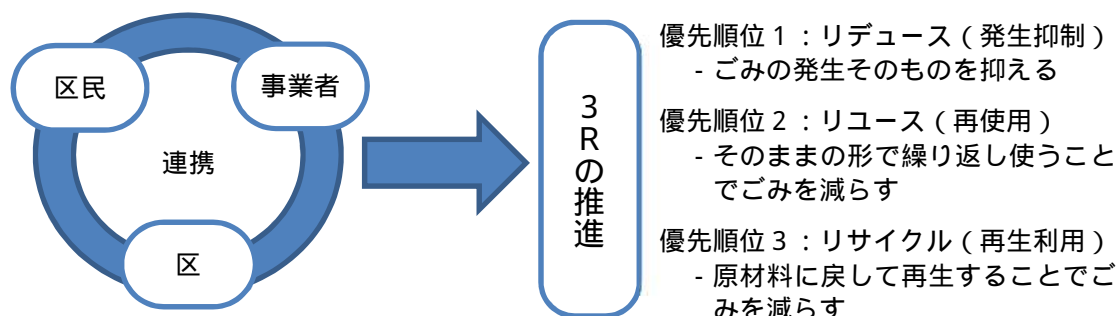 区民
事業者
連携
区
3Rの推進
優先順位1：リデュース（発生抑制）
- ごみの発生そのものを抑える
優先順位2：リユース（再使用）
- そのままの形で繰り返し使うこと
でごみを減らす
優先順位3：リサイクル（再生利用）
- 原材料に戻して再生することでご
みを減らす